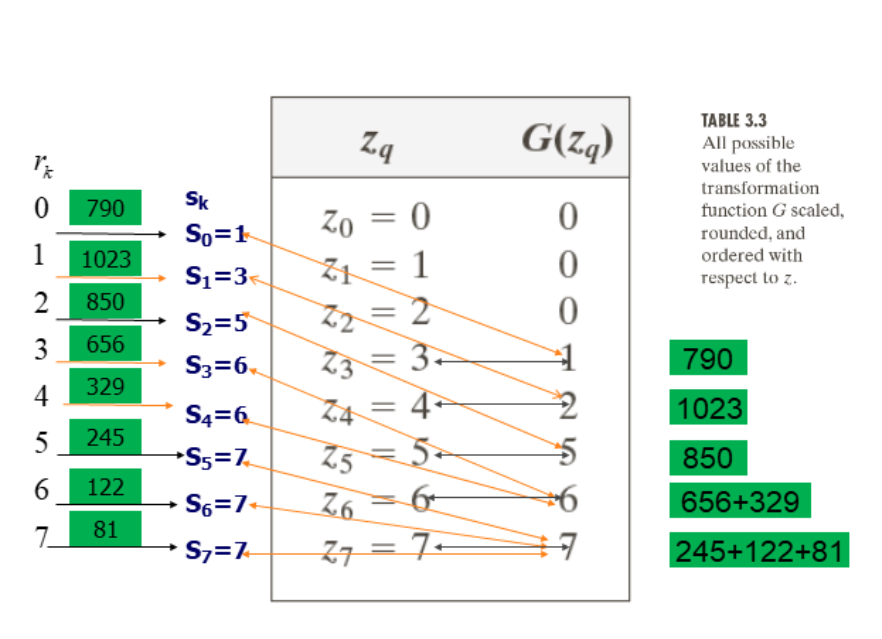 z_q G(z_q)
TABLE 3.3
All possible
values of the
transformation
function G scaled,
rounded, and
ordered with
respect to z.
r_k
s_k
0 790 S_0=1 z_0 = 0 0
1 1023 S_1=3 z_1 = 1 0
2 850 S_2=5 z_2 = 2 0
3 656 S_3=6 z_3 = 3 1 790
4 329 S_4=6 z_4 = 4 2 1023
5 245 S_5=7 z_5 = 5 5 850
6 122 S_6=7 z_6 = 6 6 656+329
7 81 S_7=7 z_7 = 7 7 245+122+81